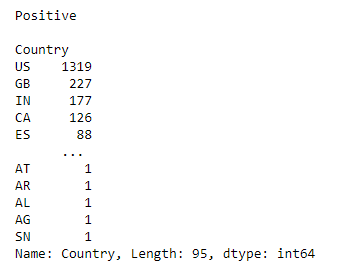 Positive
Country
US 1319
GB 227
IN 177
CA 126
ES 88
...
AT 1
AR 1
AL 1
AG 1
SN 1
Name: Country, Length: 95, dtype: int64